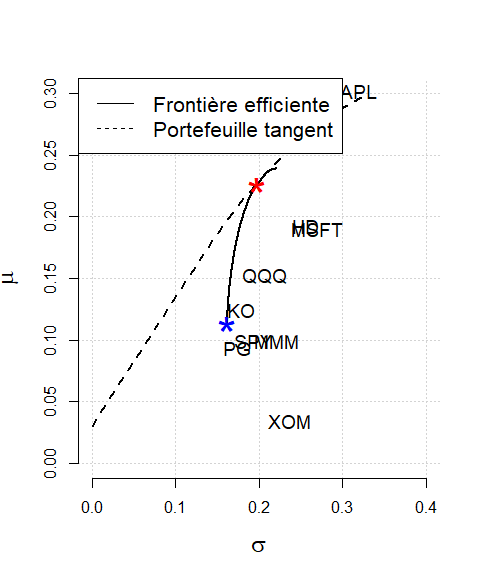 Frontière efficiente
Portefeuille tangent
APL
HD
MSFT
QQQ
KO
SPY
MMM
PG
XOM
μ
0.00
0.05
0.10
0.15
0.20
0.25
0.30
0.0
0.1
0.2
0.3
0.4
σ